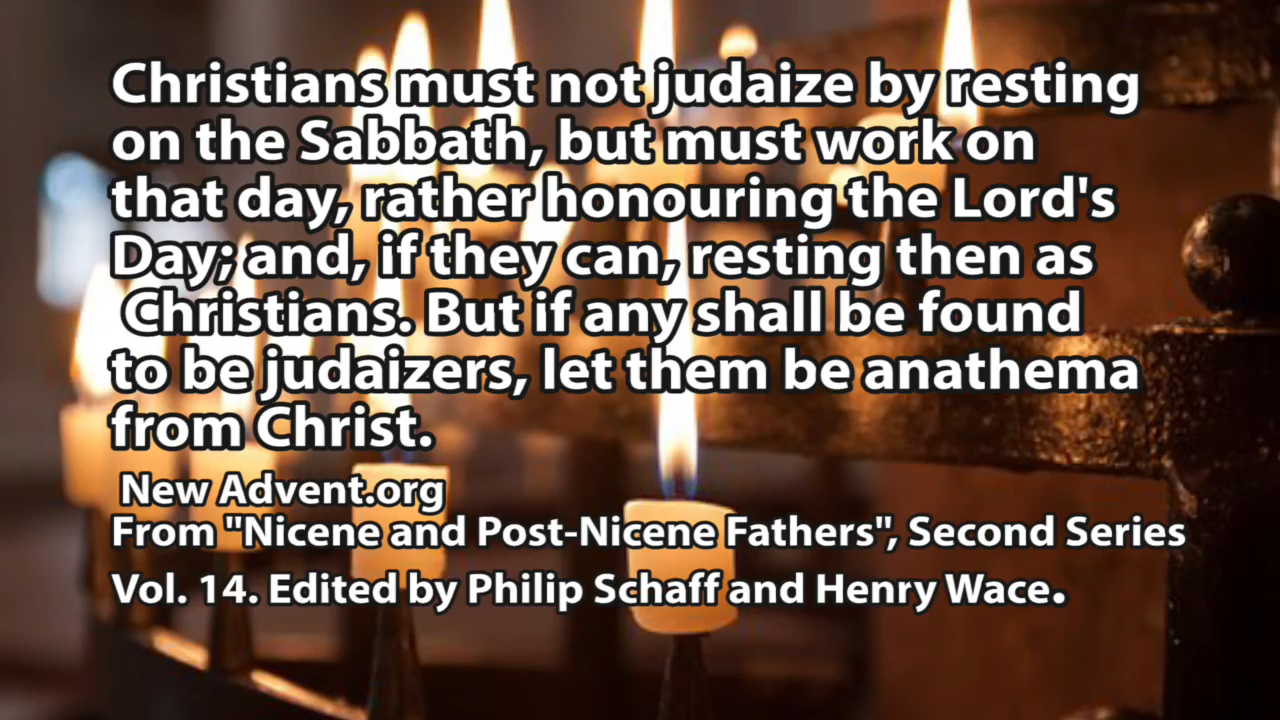 Christians must not judaize by resting
on the Sabbath, but must work on
that day, rather honouring the Lord's
Day; and, if they can, resting then as
Christians. But if any shall be found
to be judaizers, let them be anathema
from Christ.
New Advent.org
From "Nicene and Post-Nicene Fathers", Second Series
Vol. 14. Edited by Philip Schaff and Henry Wace.